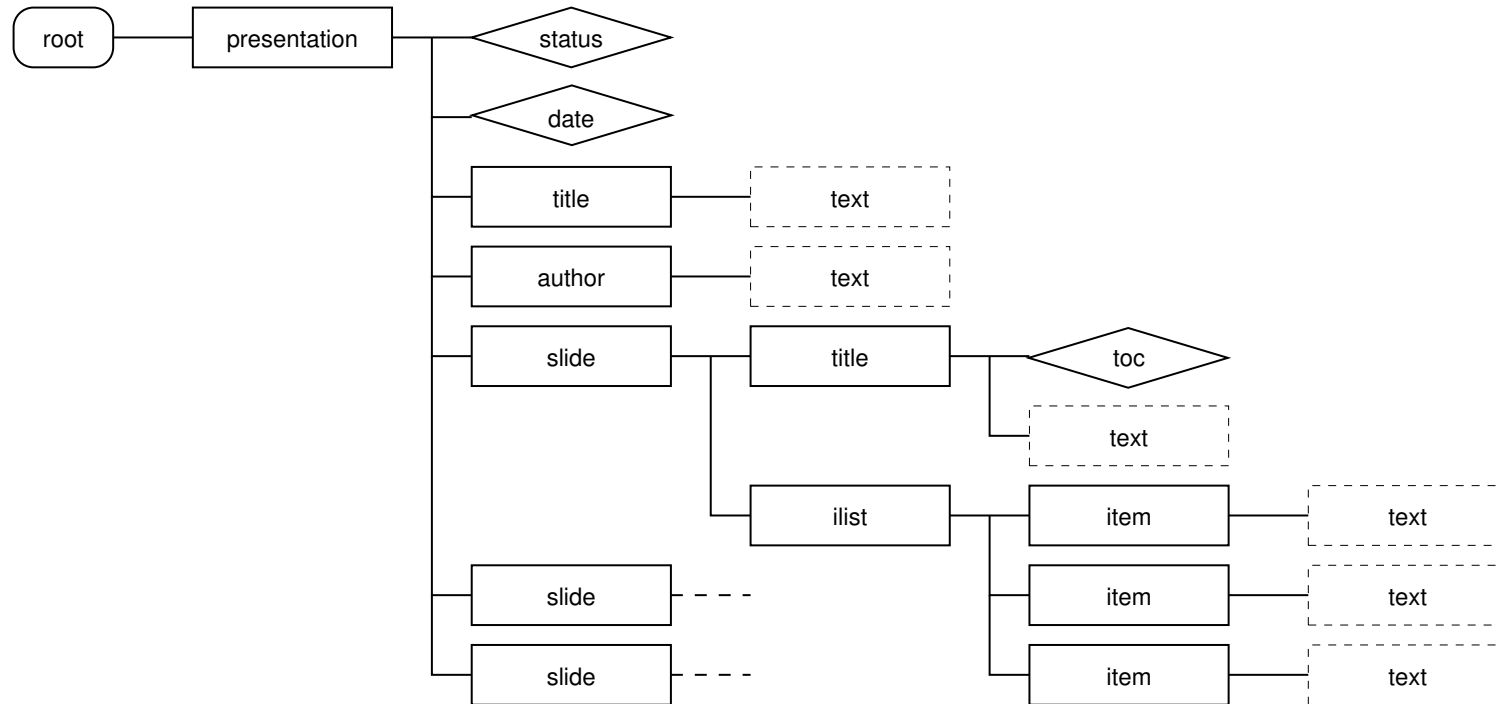 root presentation status
date
title text
author text
slide title toc
text
ilist item text
slide item text
slide item text